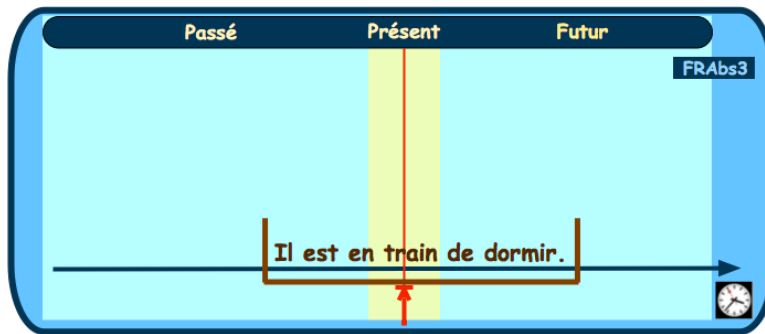 Passé Présent Futur
FRAbs3
Il est en train de dormir.